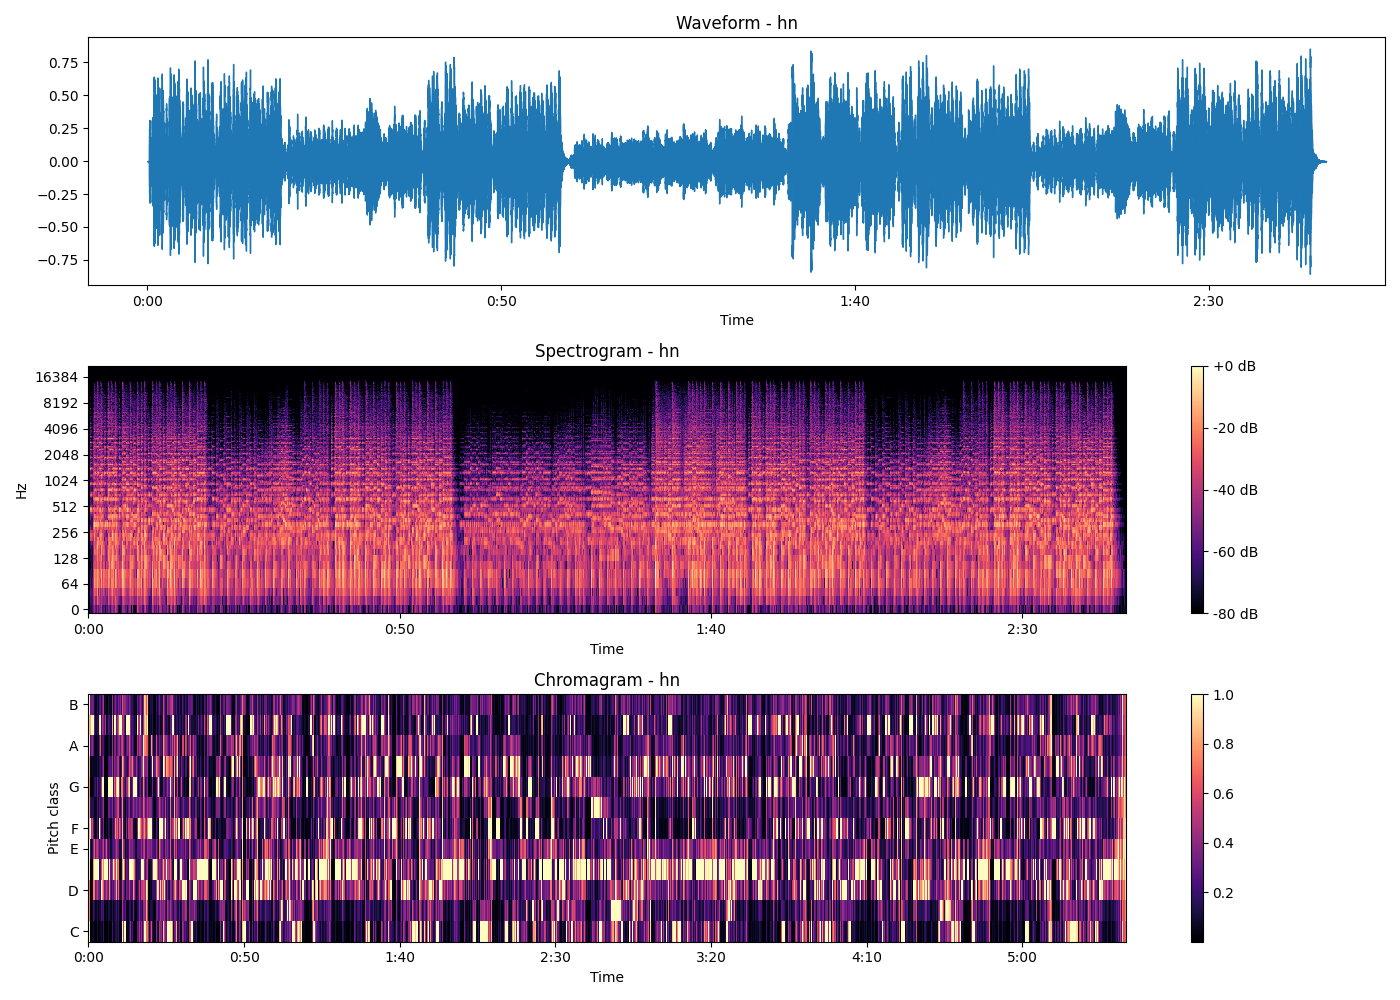 Waveform - hn
0.75
0.50
0.25
0.00
−0.25
−0.50
−0.75
0:00 0:50 1:40 2:30
Time
Spectrogram - hn
Hz
16384
8192
4096
2048
1024
512
256
128
64
0
0:00 0:50 1:40 2:30
Time
+0 dB
-20 dB
-40 dB
-60 dB
-80 dB
Chromagram - hn
Pitch class
B
A
G
F
E
D
C
0:00 0:50 1:40 2:30 3:20 4:10 5:00
Time
1.0
0.8
0.6
0.4
0.2